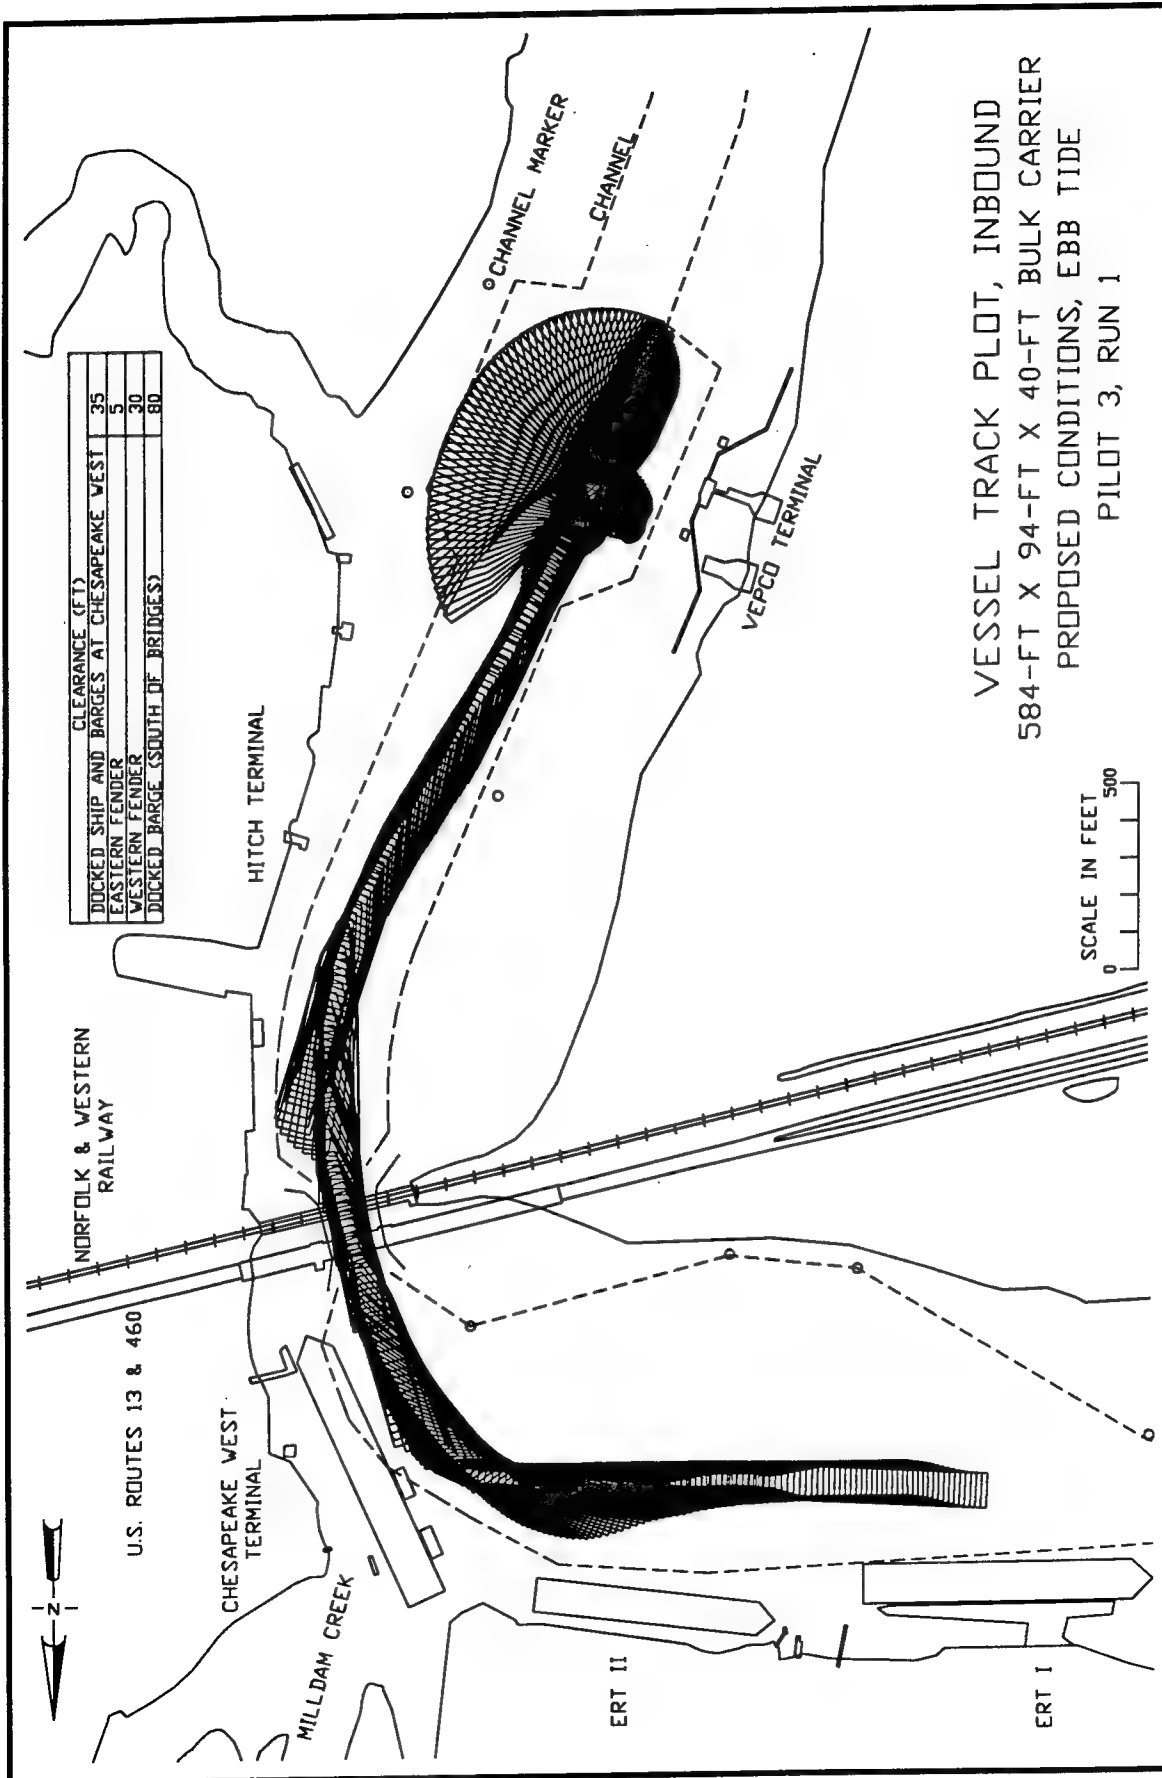 CLEARANCE (FT)
DOCKED SHIP AND BARGES AT CHESAPEAKE WEST 35
EASTERN FENDER 5
WESTERN FENDER 30
DOCKED BARGE (SOUTH OF BRIDGES) 80
N
U.S. ROUTES 13 & 460
NORFOLK & WESTERN
RAILWAY
HITCH TERMINAL
CHANNEL MARKER
CHANNEL
CHESAPEAKE WEST
TERMINAL
MILLDAM CREEK
VEPCO TERMINAL
ERT II
ERT I
SCALE IN FEET
0 500
VESSEL TRACK PLOT, INBOUND
584-FT X 94-FT X 40-FT BULK CARRIER
PROPOSED CONDITIONS, EBB TIDE
PILOT 3, RUN 1